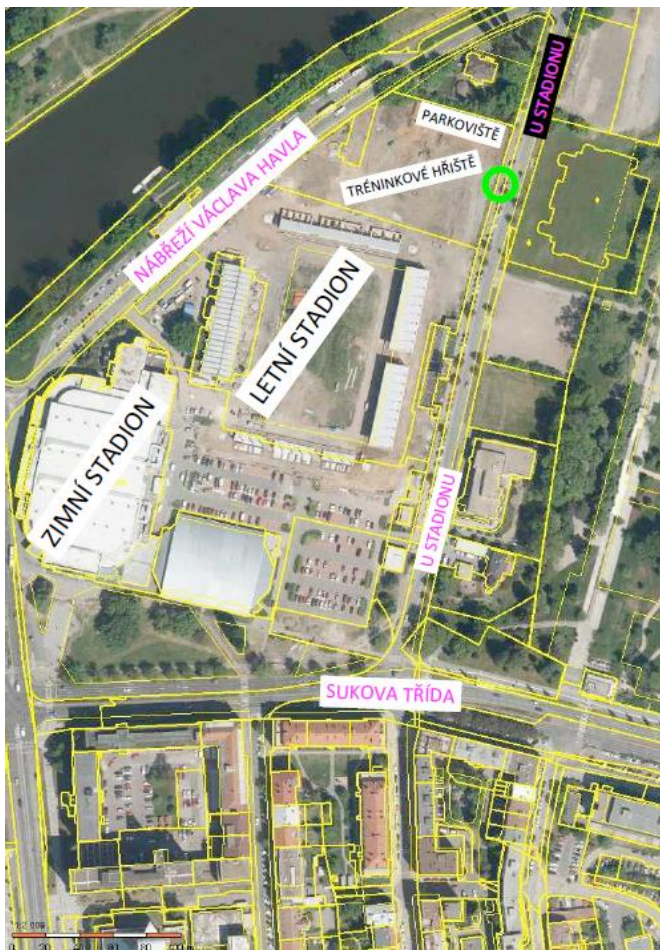 U STADIONU
PARKOVIŠTĚ
TRÉNINKOVÉ HŘIŠTĚ
NÁBŘEŽÍ VÁCLAVA HAVLA
LETNÍ STADION
ZIMNÍ STADION
U STADIONU
SUKOVA TŘÍDA